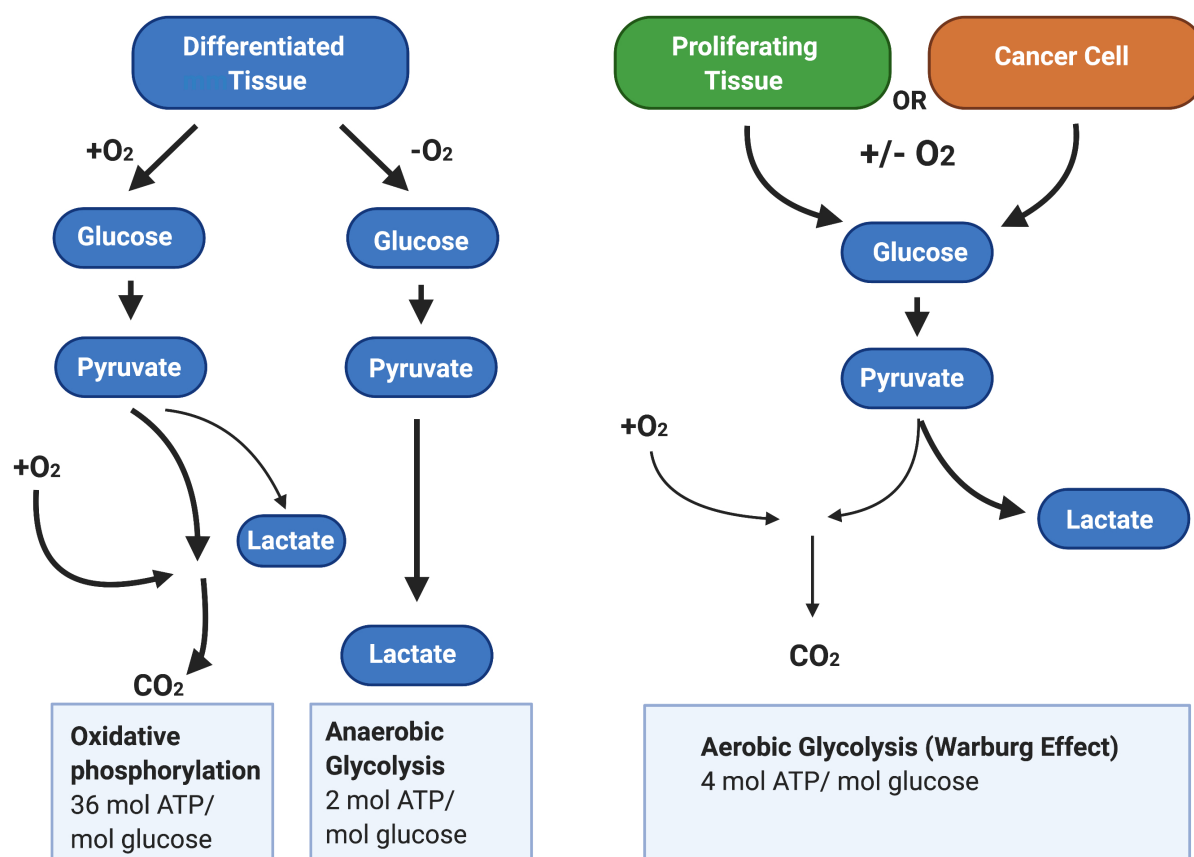 Differentiated
Tissue
+O₂
-O₂
Glucose
Glucose
Pyruvate
Pyruvate
+O₂
Lactate
Lactate
CO₂
Oxidative
phosphorylation
36 mol ATP/
mol glucose
Anaerobic
Glycolysis
2 mol ATP/
mol glucose
Proliferating
Tissue
OR
Cancer Cell
+/- O₂
Glucose
Pyruvate
+O₂
Lactate
CO₂
Aerobic Glycolysis (Warburg Effect)
4 mol ATP/ mol glucose